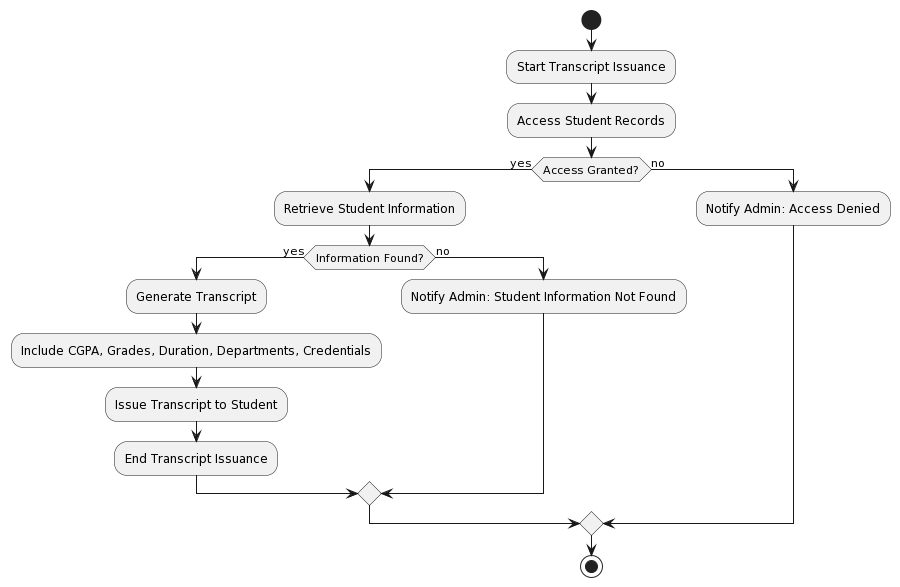 Start Transcript Issuance
Access Student Records
yes
Access Granted?
no
Retrieve Student Information
Notify Admin: Access Denied
yes
Information Found?
no
Generate Transcript
Notify Admin: Student Information Not Found
Include CGPA, Grades, Duration, Departments, Credentials
Issue Transcript to Student
End Transcript Issuance